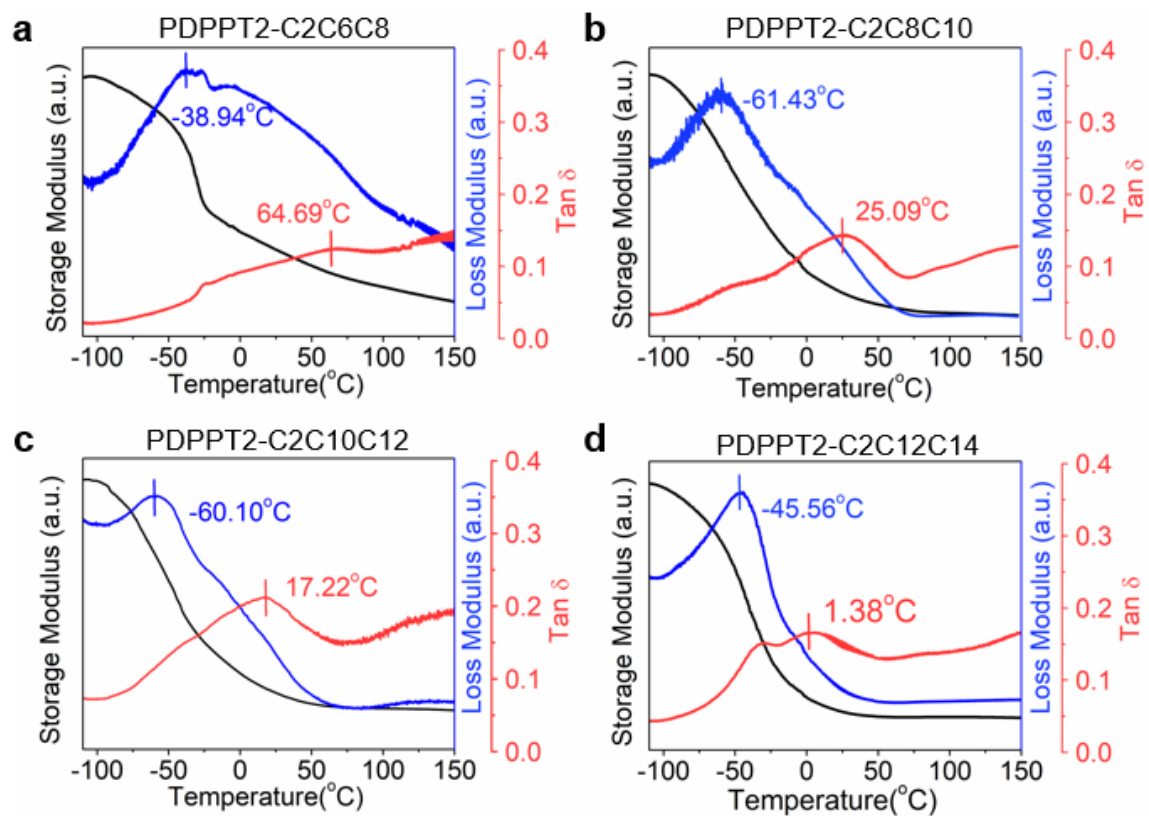 a
PDPPT2-C2C6C8
Storage Modulus (a.u.)
-38.94°C
64.69°C
-100 -50 0 50 100 150
Temperature(°C)
Loss Modulus (a.u.)
0.4
0.3
0.2
0.1
0.0
Tan δ
b
PDPPT2-C2C8C10
Storage Modulus (a.u.)
-61.43°C
25.09°C
-100 -50 0 50 100 150
Temperature(°C)
Loss Modulus (a.u.)
0.4
0.3
0.2
0.1
0.0
Tan δ
c
PDPPT2-C2C10C12
Storage Modulus (a.u.)
-60.10°C
17.22°C
-100 -50 0 50 100 150
Temperature(°C)
Loss Modulus (a.u.)
0.4
0.3
0.2
0.1
0.0
Tan δ
d
PDPPT2-C2C12C14
Storage Modulus (a.u.)
-45.56°C
1.38°C
-100 -50 0 50 100 150
Temperature(°C)
Loss Modulus (a.u.)
0.4
0.3
0.2
0.1
0.0
Tan δ